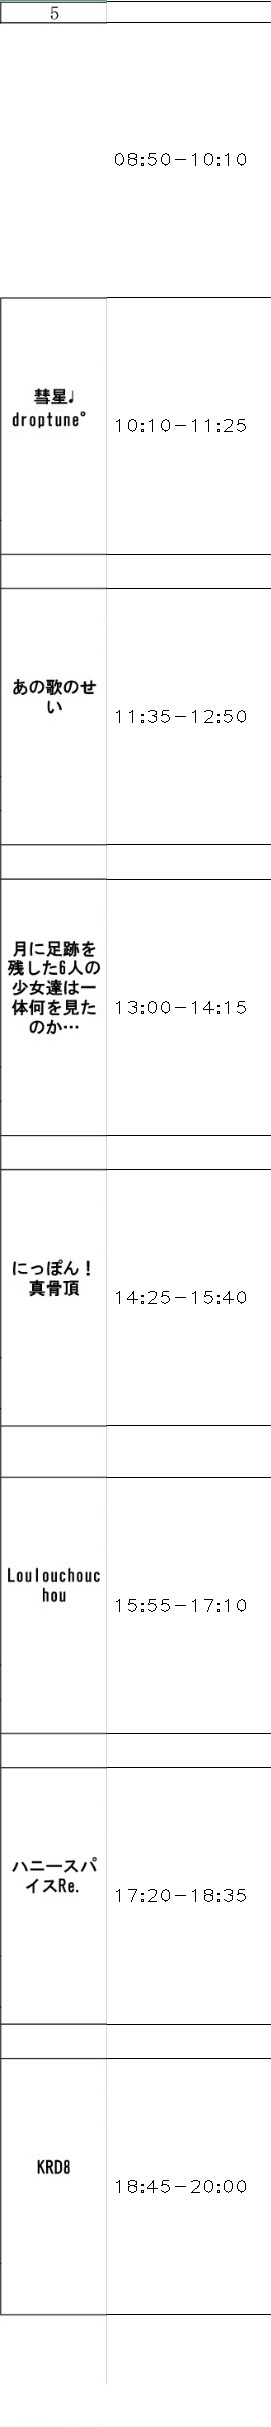 5
08:50-10:10
彗星♩
droptune°
10:10-11:25
あの歌のせ
い
11:35-12:50
月に足跡を
残した6人の
少女達は一
体何を見た
のか…
13:00-14:15
にっぽん！
真骨頂
14:25-15:40
Loulouchouc
hou
15:55-17:10
ハニースパ
イスRe.
17:20-18:35
KRD8
18:45-20:00